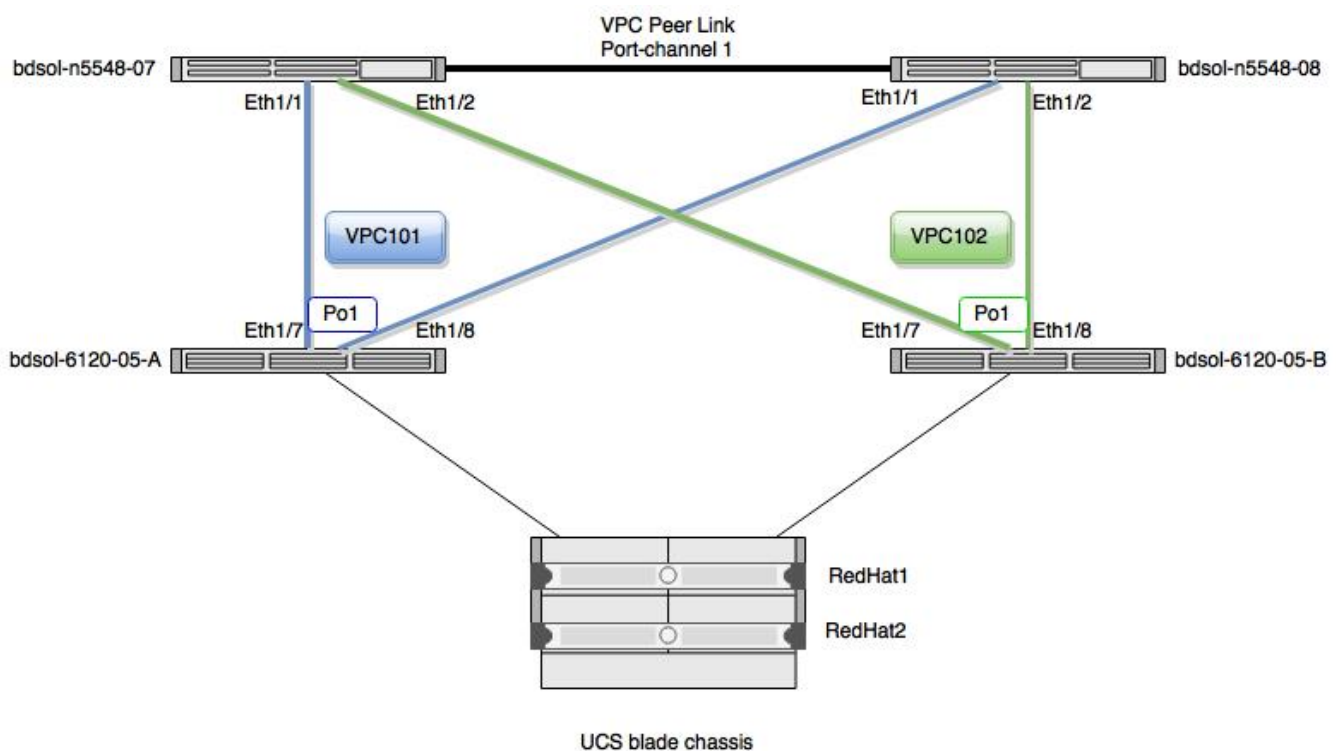 VPC Peer Link
Port-channel 1
bdsol-n5548-07
bdsol-n5548-08
Eth1/1
Eth1/2
Eth1/1
Eth1/2
VPC101
VPC102
Eth1/7
Po1
Eth1/8
Eth1/7
Po1
Eth1/8
bdsol-6120-05-A
bdsol-6120-05-B
RedHat1
RedHat2
UCS blade chassis